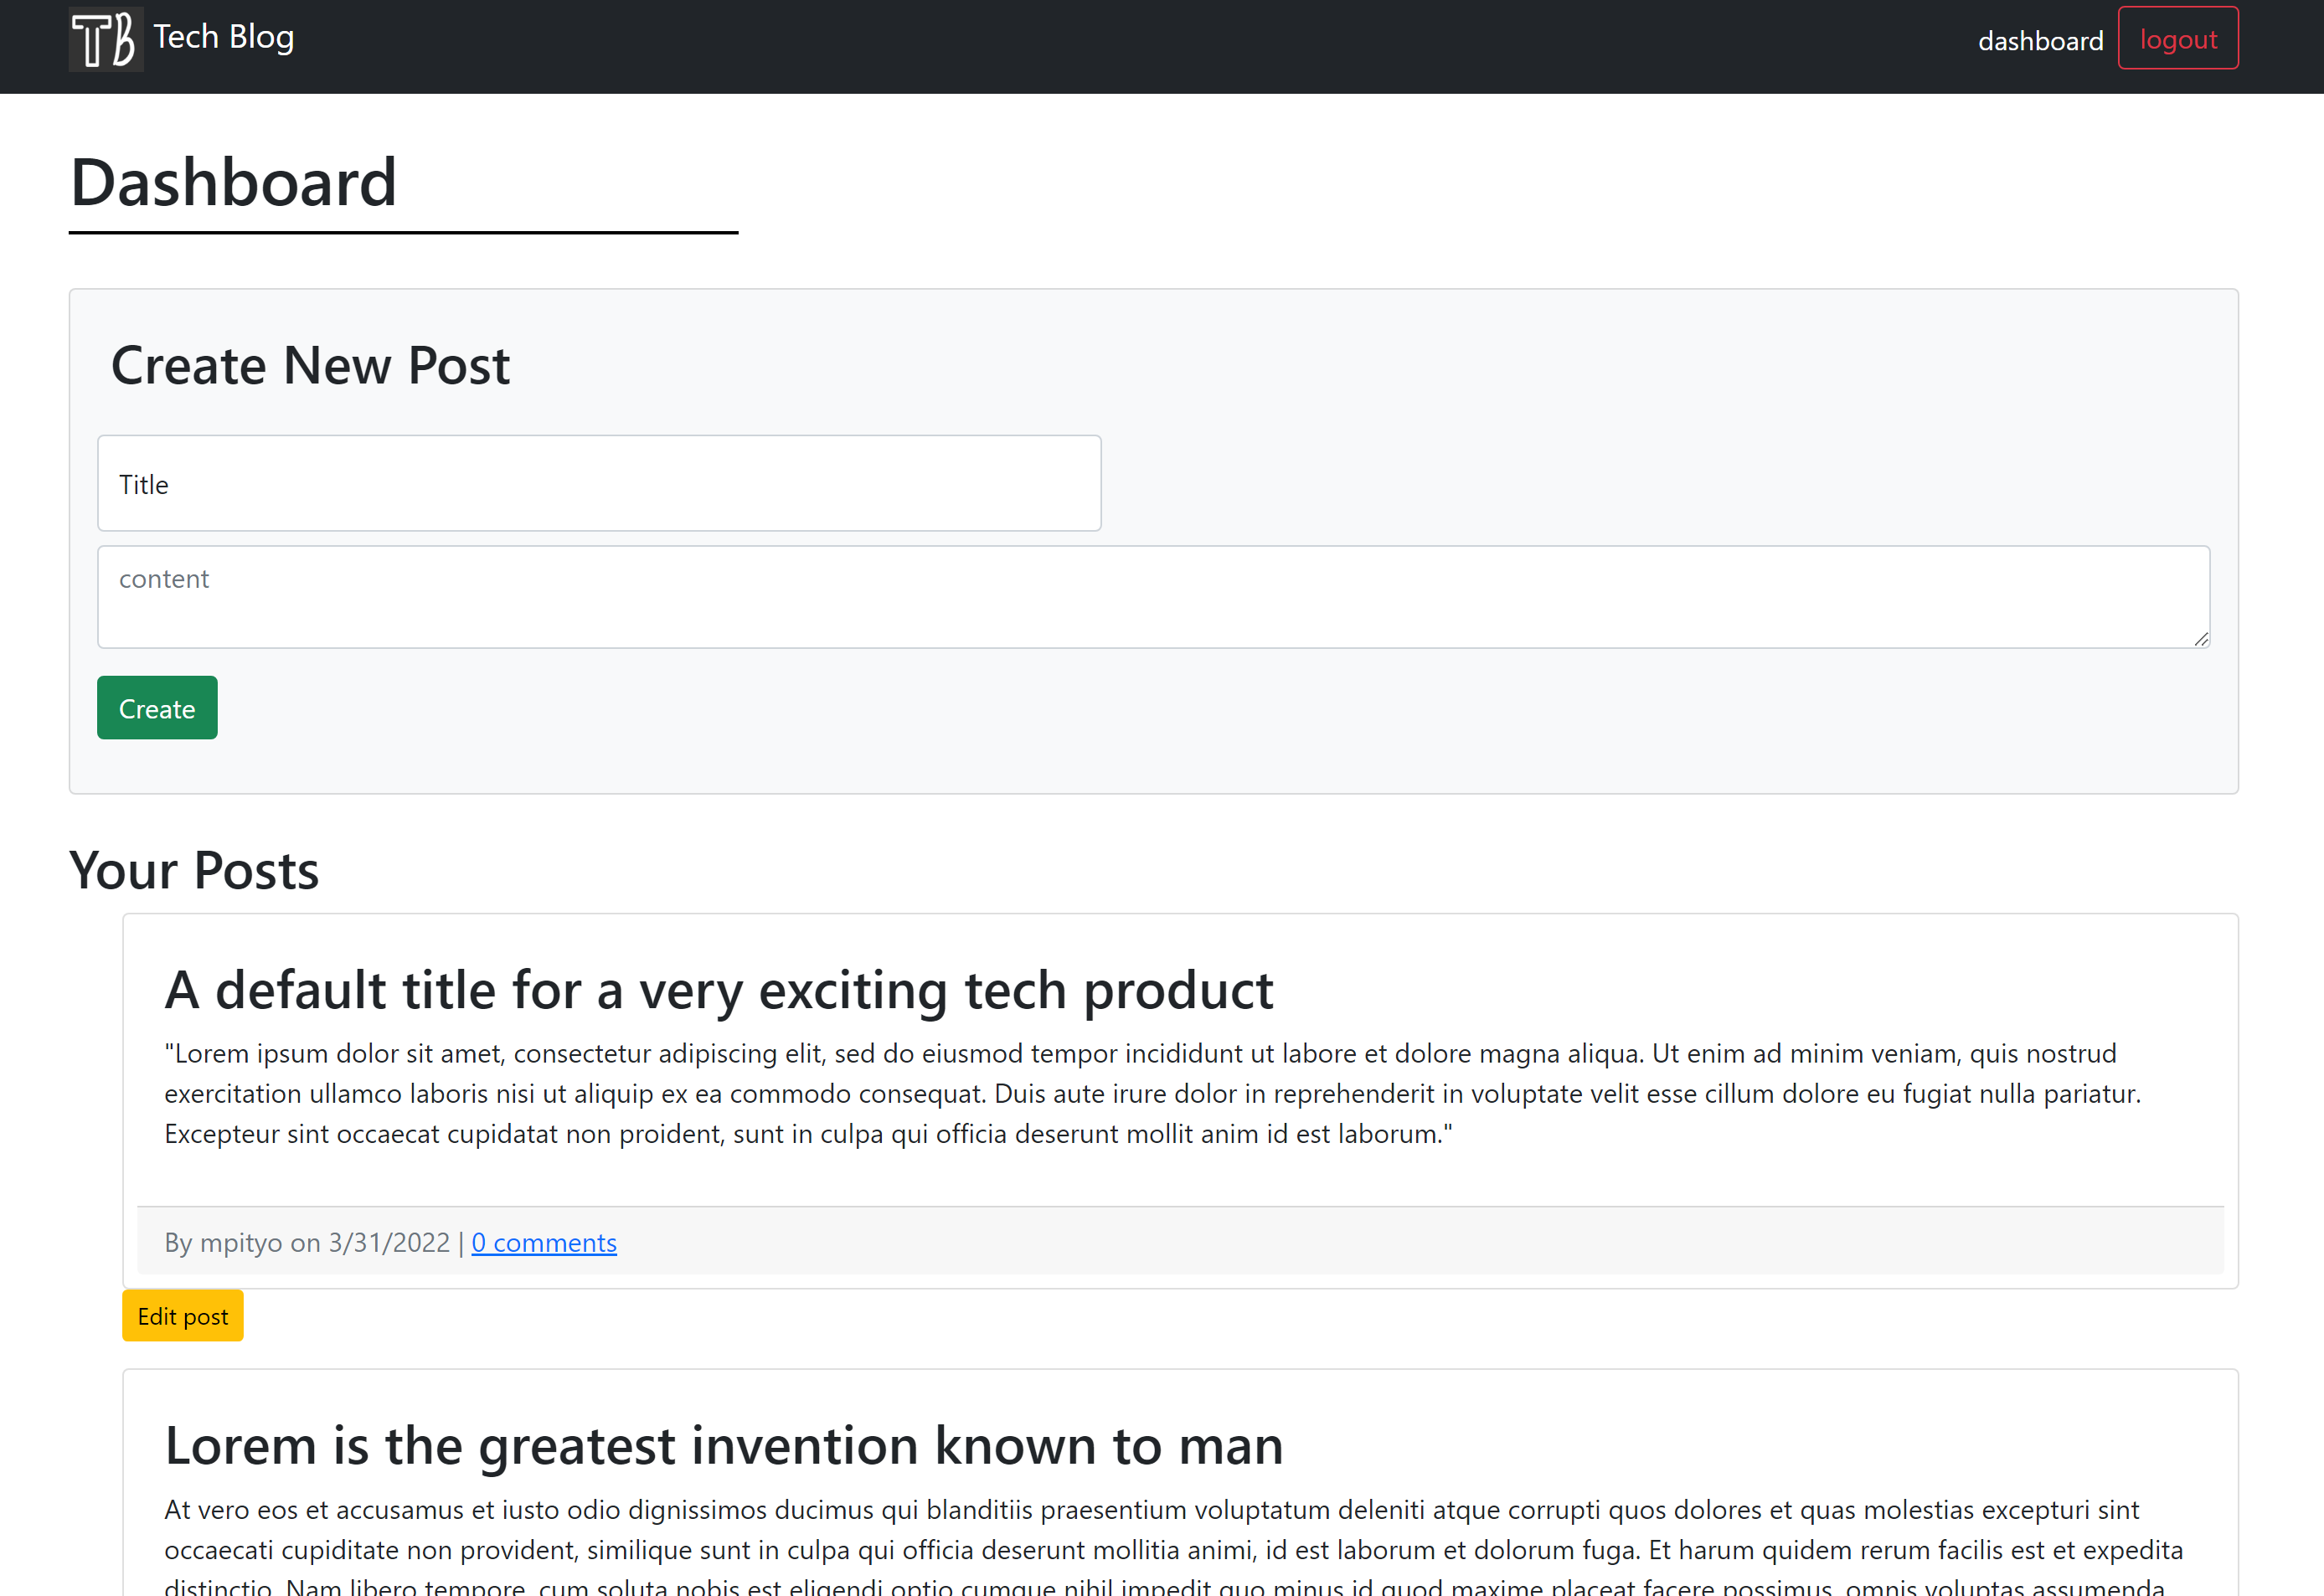 TB Tech Blog
dashboard
logout
Dashboard
Create New Post
Title
content
Create
Your Posts
A default title for a very exciting tech product
"Lorem ipsum dolor sit amet, consectetur adipiscing elit, sed do eiusmod tempor incididunt ut labore et dolore magna aliqua. Ut enim ad minim veniam, quis nostrud
exercitation ullamco laboris nisi ut aliquip ex ea commodo consequat. Duis aute irure dolor in reprehenderit in voluptate velit esse cillum dolore eu fugiat nulla pariatur.
Excepteur sint occaecat cupidatat non proident, sunt in culpa qui officia deserunt mollit anim id est laborum."
By mpityo on 3/31/2022 | 0 comments
Edit post
Lorem is the greatest invention known to man
At vero eos et accusamus et iusto odio dignissimos ducimus qui blanditiis praesentium voluptatum deleniti atque corrupti quos dolores et quas molestias excepturi sint
occaecati cupiditate non provident, similique sunt in culpa qui officia deserunt mollitia animi, id est laborum et dolorum fuga. Et harum quidem rerum facilis est et expedita
distinctio. Nam libero tempore, cum soluta nobis est eligendi optio cumque nihil impedit quo minus id quod maxime placeat facere possimus, omnis voluptas assumenda